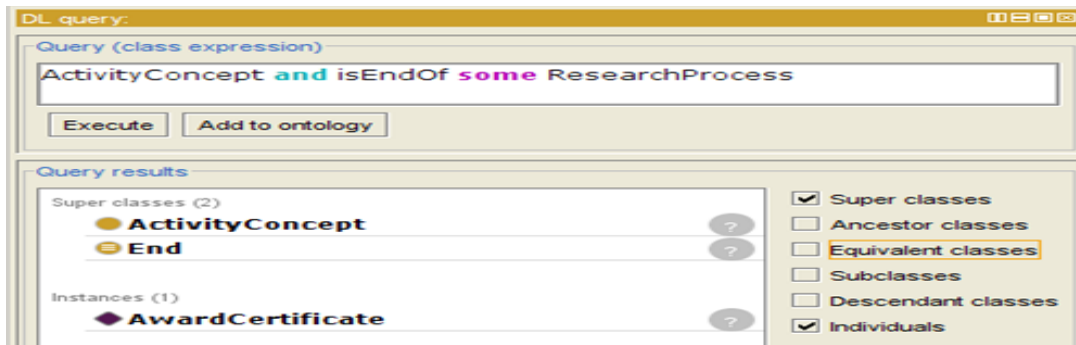 DL query:
Query (class expression)
ActivityConcept and isEndOf some ResearchProcess
Execute Add to ontology
Query results
Super classes (2)
ActivityConcept ?
End ?
Instances (1)
AwardCertificate ?
Super classes
Ancestor classes
Equivalent classes
Subclasses
Descendant classes
Individuals